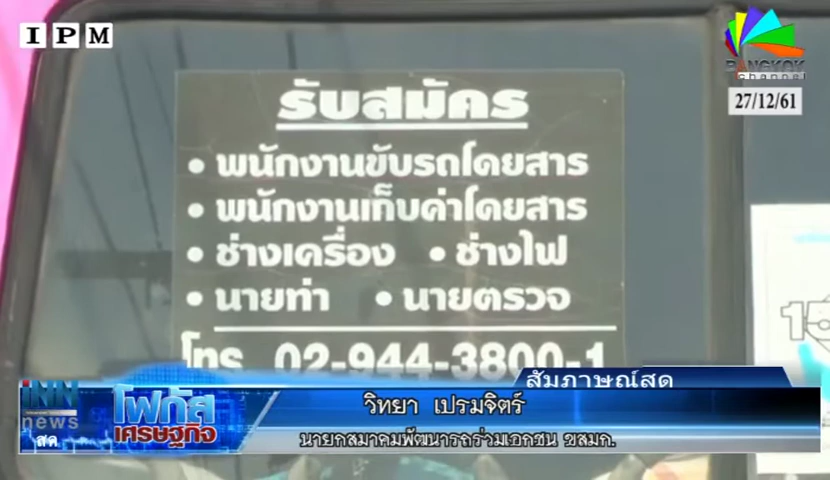 IPM
BANGKOK
channel
27/12/61
รับสมัคร
• พนักงานขับรถโดยสาร
• พนักงานเก็บค่าโดยสาร
• ช่างเครื่อง • ช่างไฟ
• นายท่า • นายตรวจ
โทร 02-944-3800-1
15
สัมภาษณ์สด
INN
news
สด
โฟกัส
เศรษฐกิจ
วิทยา เปรมจิตร์
นายกสมาคมพัฒนารถร่วมเอกชน ขสมก.